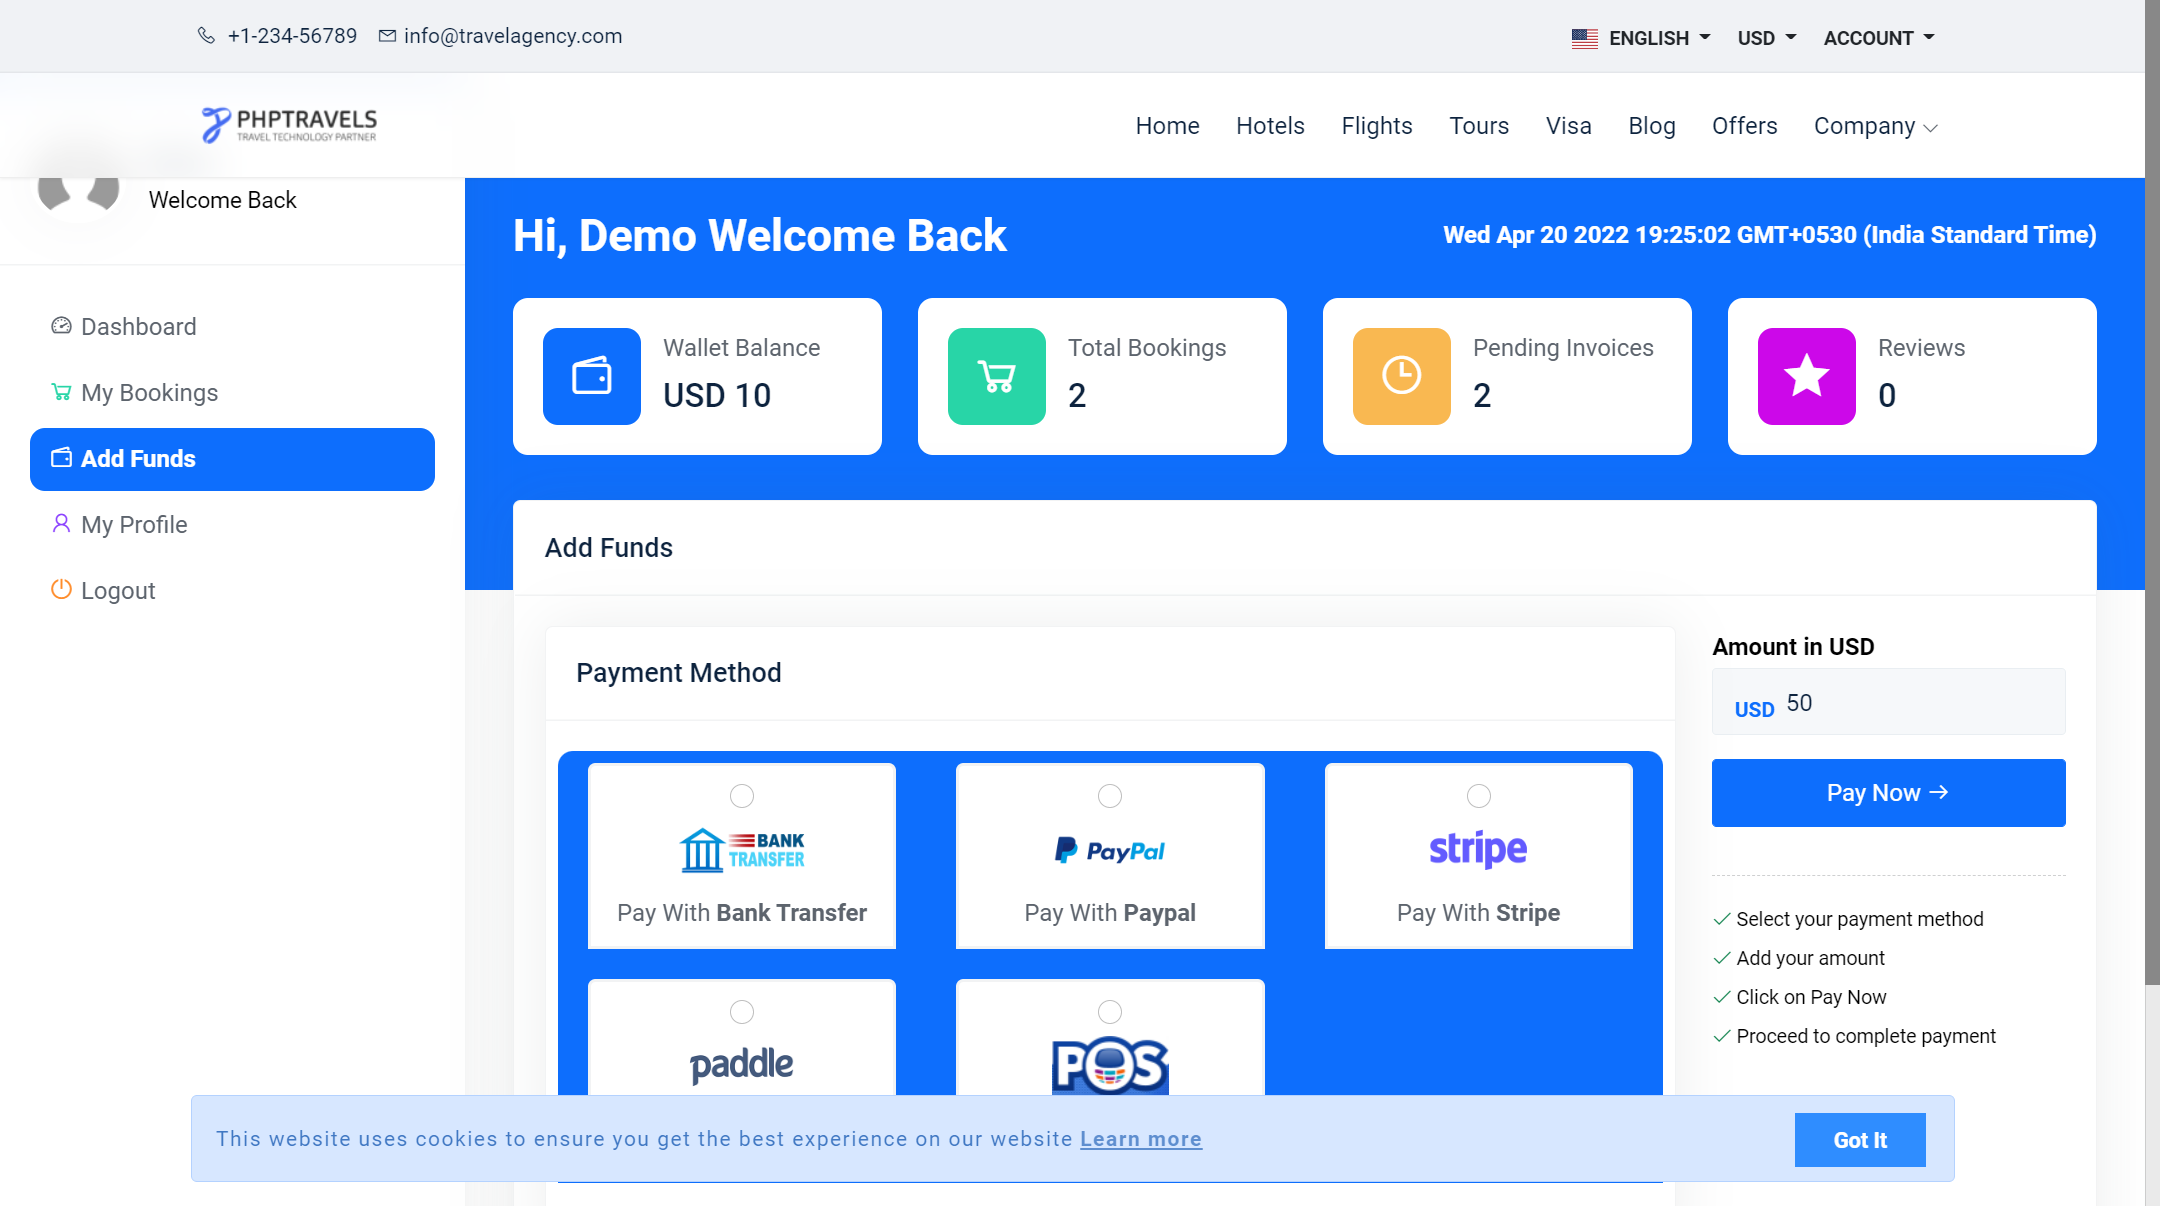 +1-234-56789 info@travelagency.com ENGLISH USD ACCOUNT
PHPTRAVELS
TRAVEL TECHNOLOGY PARTNER
Home Hotels Flights Tours Visa Blog Offers Company
Welcome Back
Dashboard
My Bookings
Add Funds
My Profile
Logout
Hi, Demo Welcome Back
Wed Apr 20 2022 19:25:02 GMT+0530 (India Standard Time)
Wallet Balance
USD 10
Total Bookings
2
Pending Invoices
2
Reviews
0
Add Funds
Payment Method
BANK
TRANSFER
Pay With Bank Transfer
PayPal
Pay With Paypal
stripe
Pay With Stripe
paddle
POS
Amount in USD
USD 50
Pay Now
Select your payment method
Add your amount
Click on Pay Now
Proceed to complete payment
This website uses cookies to ensure you get the best experience on our website Learn more
Got It